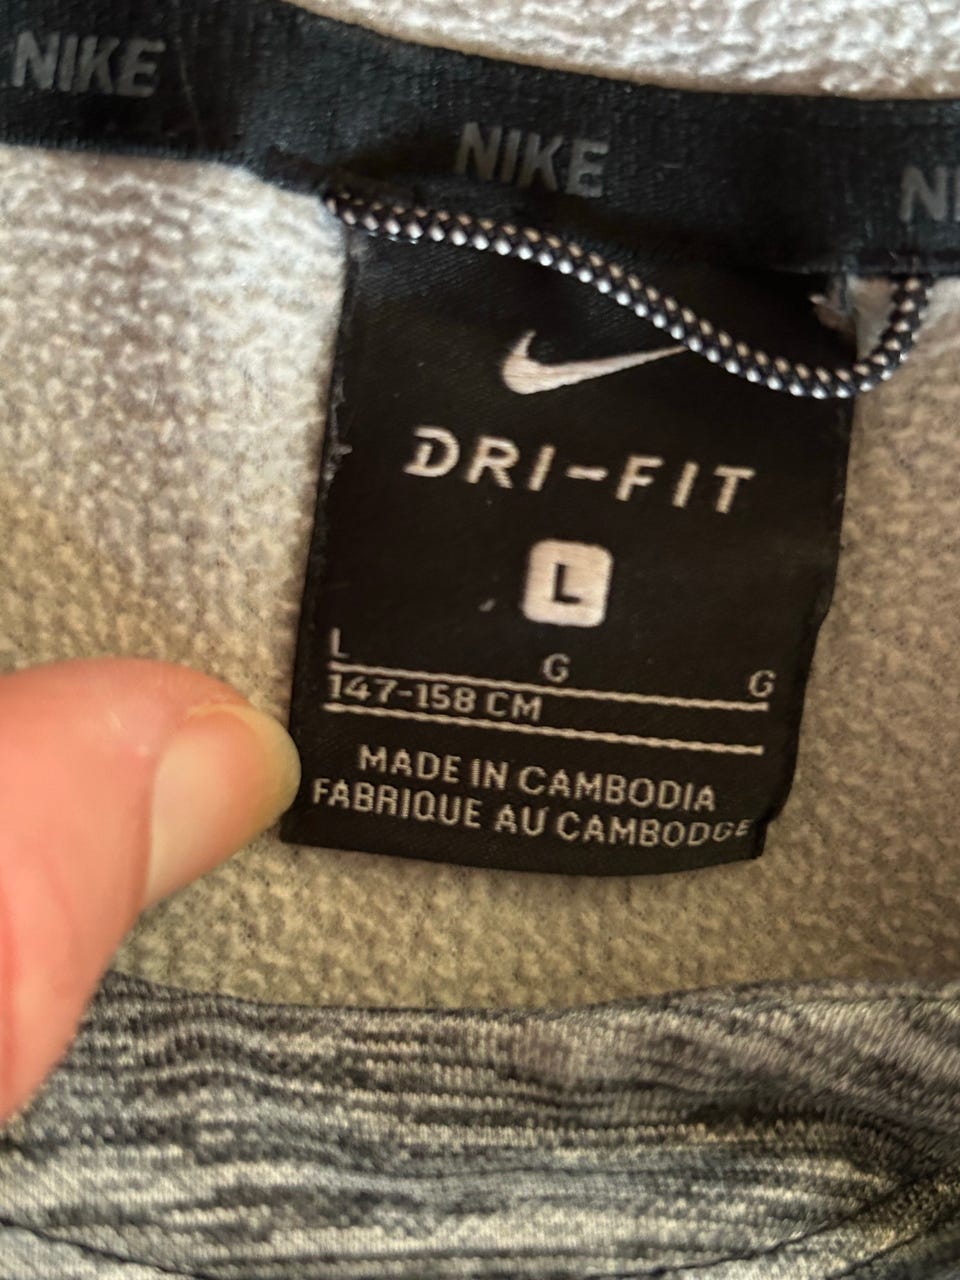 NIKE NIKE NI
DRI-FIT
L
L G G
147-158 CM
MADE IN CAMBODIA
FABRIQUE AU CAMBODGE